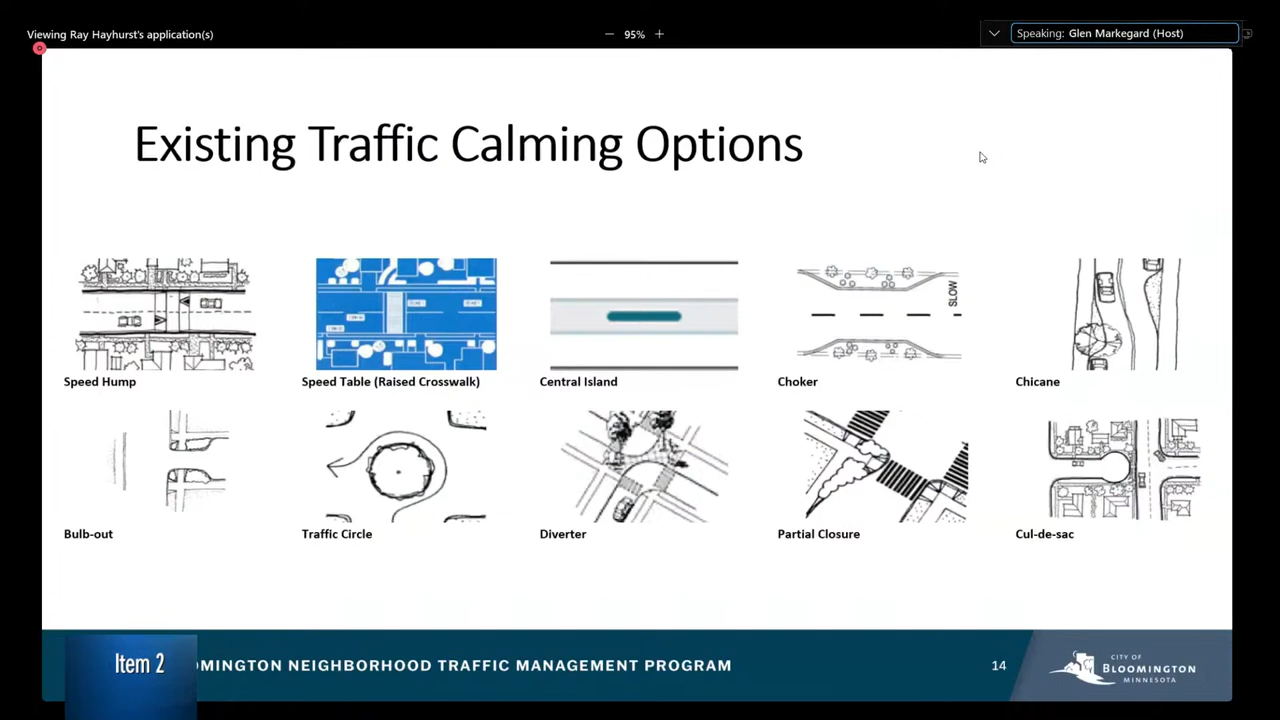 Viewing Ray Hayhurst's application(s)
95%
Speaking: Glen Markegard (Host)
Existing Traffic Calming Options
SLOW
Speed Hump
Speed Table (Raised Crosswalk)
Central Island
Choker
Chicane
Bulb-out
Traffic Circle
Diverter
Partial Closure
Cul-de-sac
Item 2
OMINGTON NEIGHBORHOOD TRAFFIC MANAGEMENT PROGRAM
14
CITY OF
BLOOMINGTON
MINNESOTA